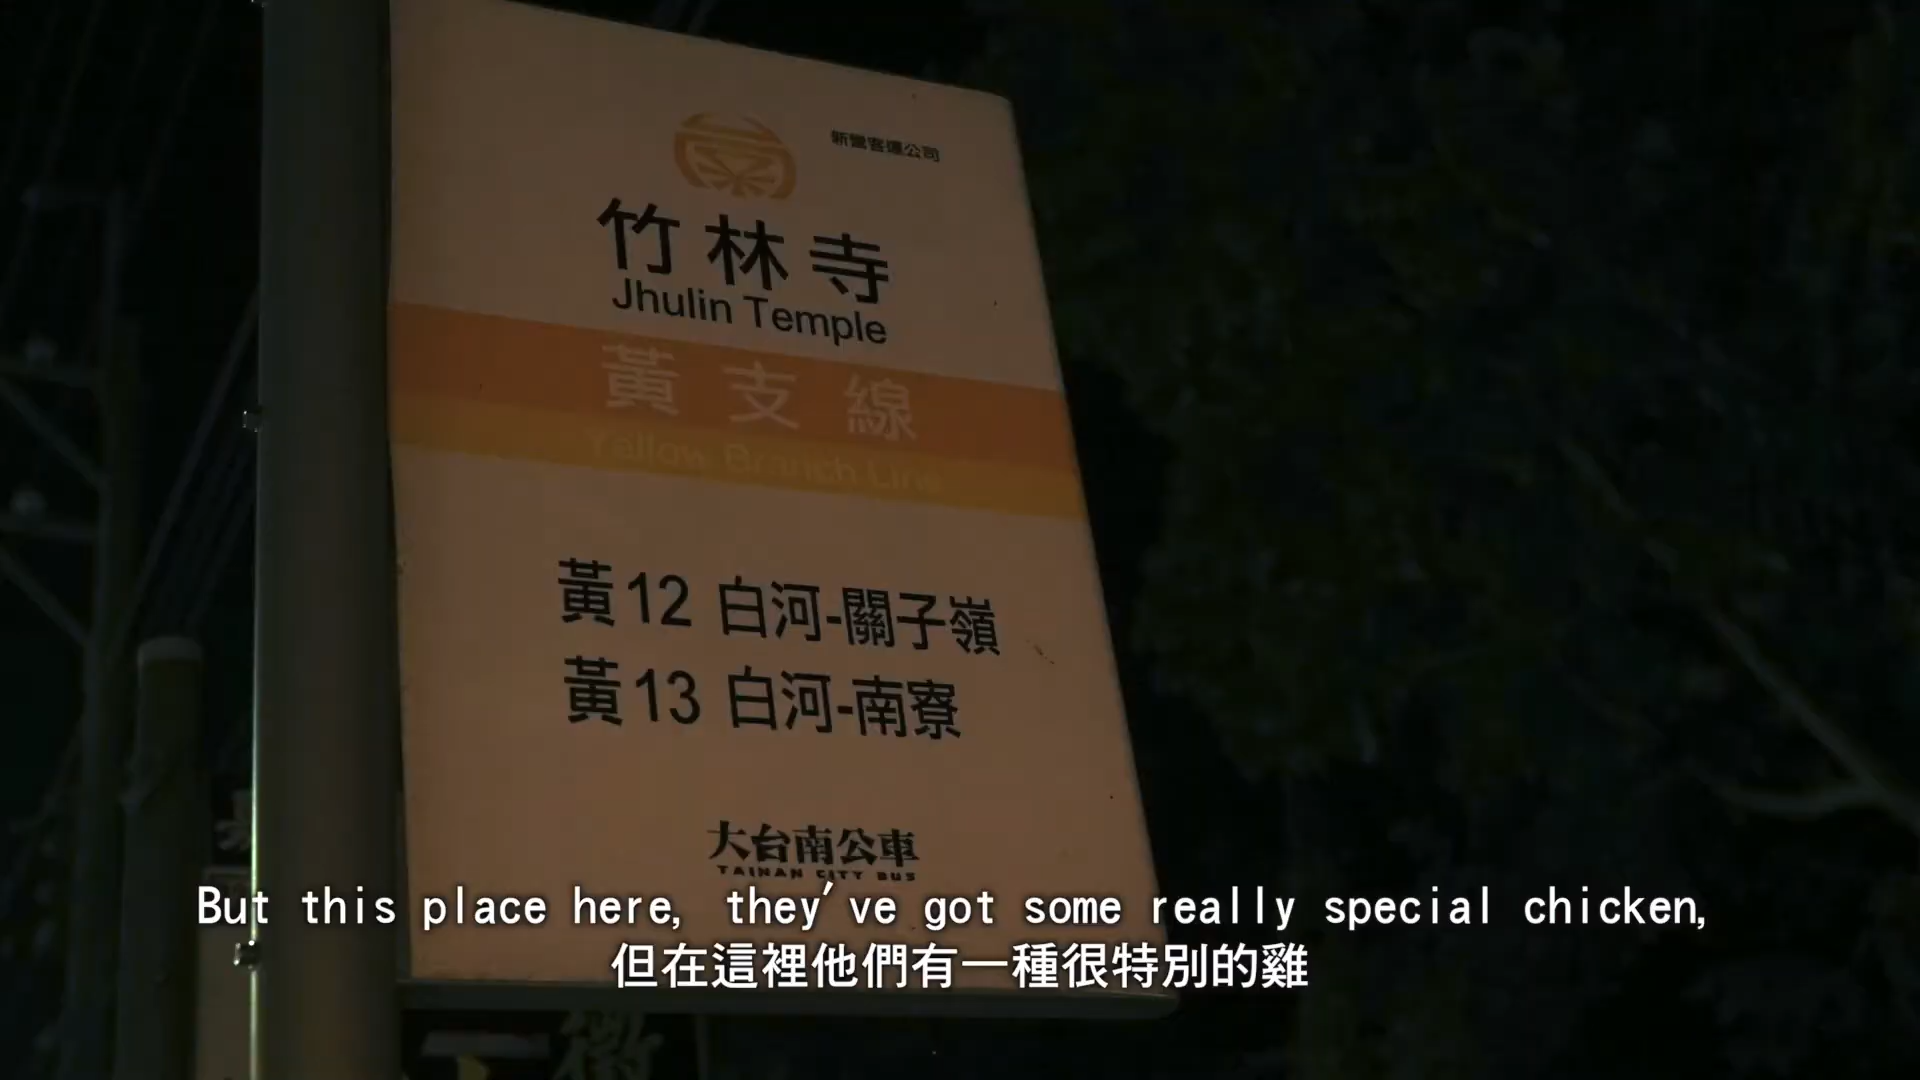 新營客運公司
竹林寺
Jhulin Temple
黃支線
Yellow Branch Line
黃12 白河-關子嶺
黃13 白河-南寮
大台南公車
TAINAN CITY BUS
But this place here, they've got some really special chicken,
但在這裡他們有一種很特別的雞